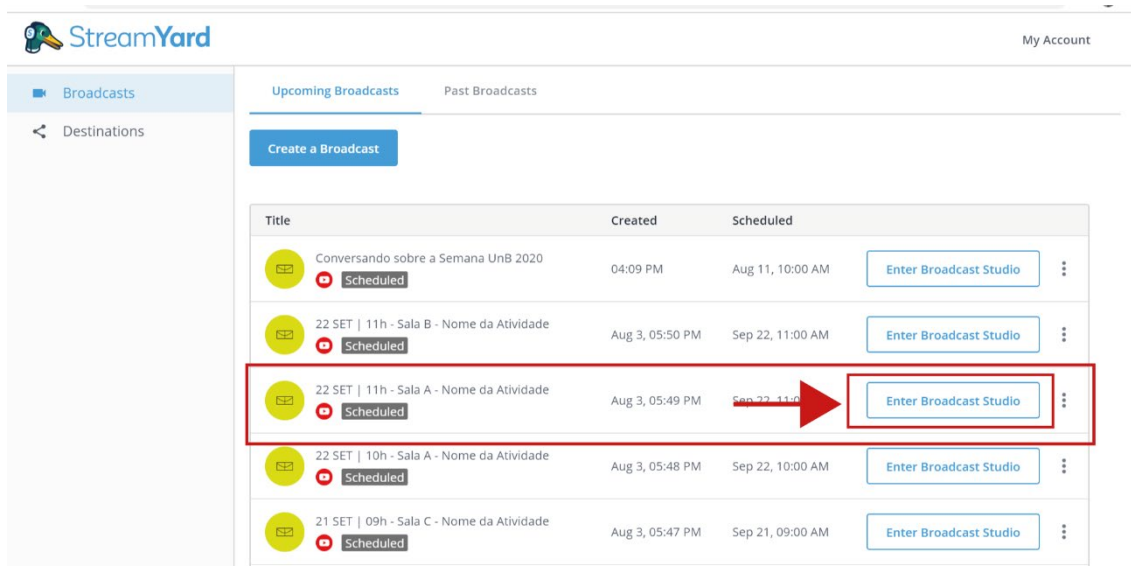 StreamYard
My Account
Broadcasts
Destinations
Upcoming Broadcasts Past Broadcasts
Create a Broadcast
Title Created Scheduled
Conversando sobre a Semana UnB 2020
Scheduled
04:09 PM Aug 11, 10:00 AM Enter Broadcast Studio
22 SET | 11h - Sala B - Nome da Atividade
Scheduled
Aug 3, 05:50 PM Sep 22, 11:00 AM Enter Broadcast Studio
22 SET | 11h - Sala A - Nome da Atividade
Scheduled
Aug 3, 05:49 PM Sep 22, Enter Broadcast Studio
22 SET | 10h - Sala A - Nome da Atividade
Scheduled
Aug 3, 05:48 PM Sep 22, 10:00 AM Enter Broadcast Studio
21 SET | 09h - Sala C - Nome da Atividade
Scheduled
Aug 3, 05:47 PM Sep 21, 09:00 AM Enter Broadcast Studio